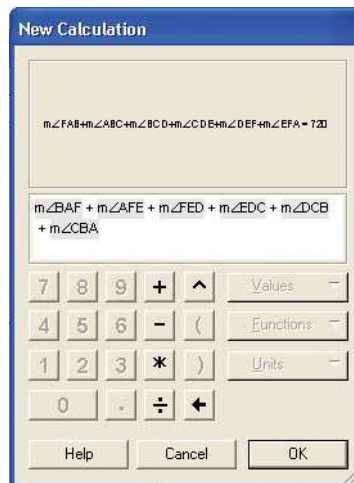 New Calculation
m∠FAB+m∠ABC+m∠BCD+m∠CDE+m∠DEF+m∠EFA = 720
m∠BAF + m∠AFE + m∠FED + m∠EDC + m∠DCB
+ m∠CBA
7 8 9 + ^ Values
4 5 6 - ( Functions
1 2 3 * ) Units
0 . ÷ ←
Help Cancel OK